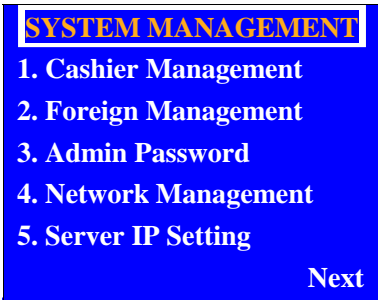 SYSTEM MANAGEMENT
1. Cashier Management
2. Foreign Management
3. Admin Password
4. Network Management
5. Server IP Setting
Next